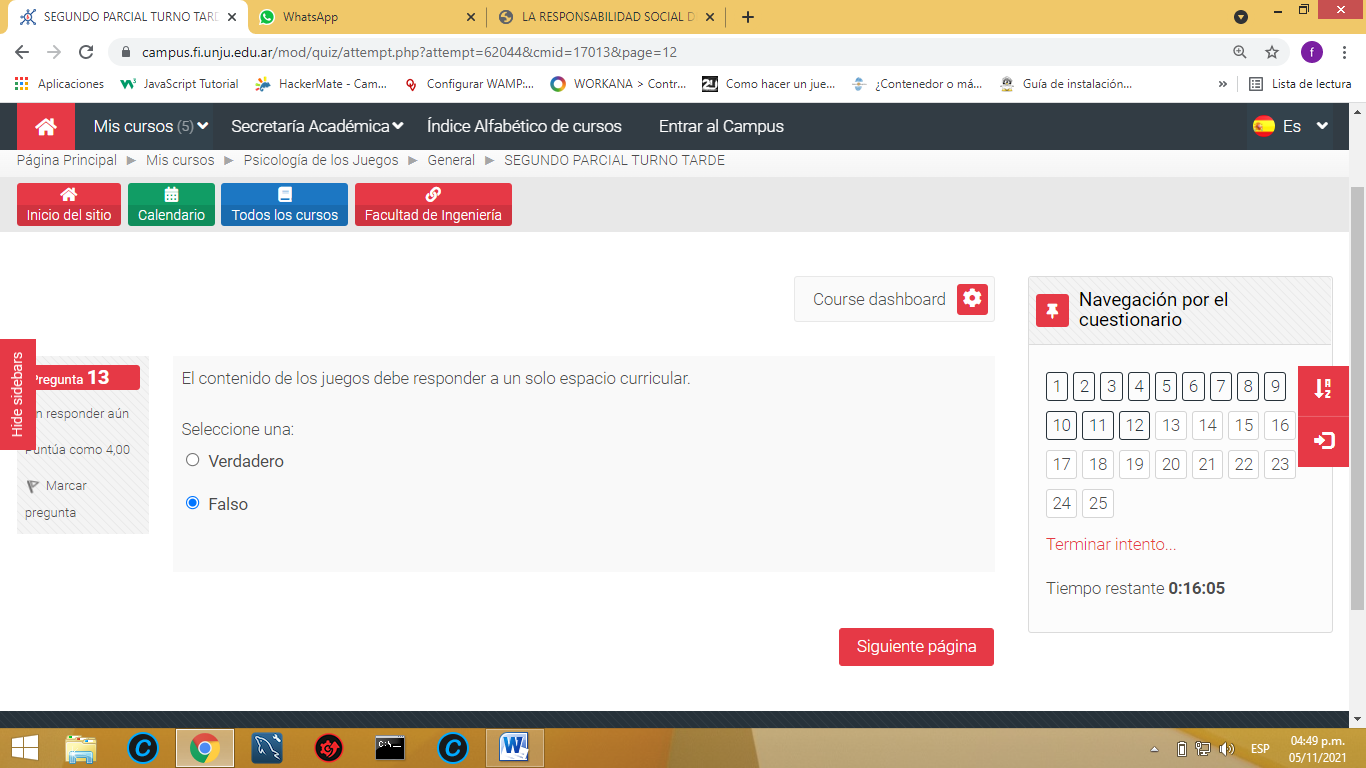 SEGUNDO PARCIAL TURNO TARD
WhatsApp
LA RESPONSABILIDAD SOCIAL D
campus.fi.unju.edu.ar/mod/quiz/attempt.php?attempt=62044&cmid=17013&page=12
f
Aplicaciones
JavaScript Tutorial
HackerMate - Cam...
Configurar WAMP:...
WORKANA > Contr...
Como hacer un jue...
¿Contenedor o má...
Guía de instalación...
»
Lista de lectura
Mis cursos (5)
Secretaría Académica
Índice Alfabético de cursos
Entrar al Campus
Es
Página Principal ► Mis cursos ► Psicología de los Juegos ► General ► SEGUNDO PARCIAL TURNO TARDE
Inicio del sitio
Calendario
Todos los cursos
Facultad de Ingeniería
Course dashboard
Hide sidebars
Pregunta 13
n responder aún
Puntúa como 4,00
Marcar
pregunta
El contenido de los juegos debe responder a un solo espacio curricular.
Seleccione una:
Verdadero
Falso
Siguiente página
Navegación por el
cuestionario
1 2 3 4 5 6 7 8 9
10 11 12 13 14 15 16
17 18 19 20 21 22 23
24 25
Terminar intento...
Tiempo restante 0:16:05
ESP
04:49 p.m.
05/11/2021